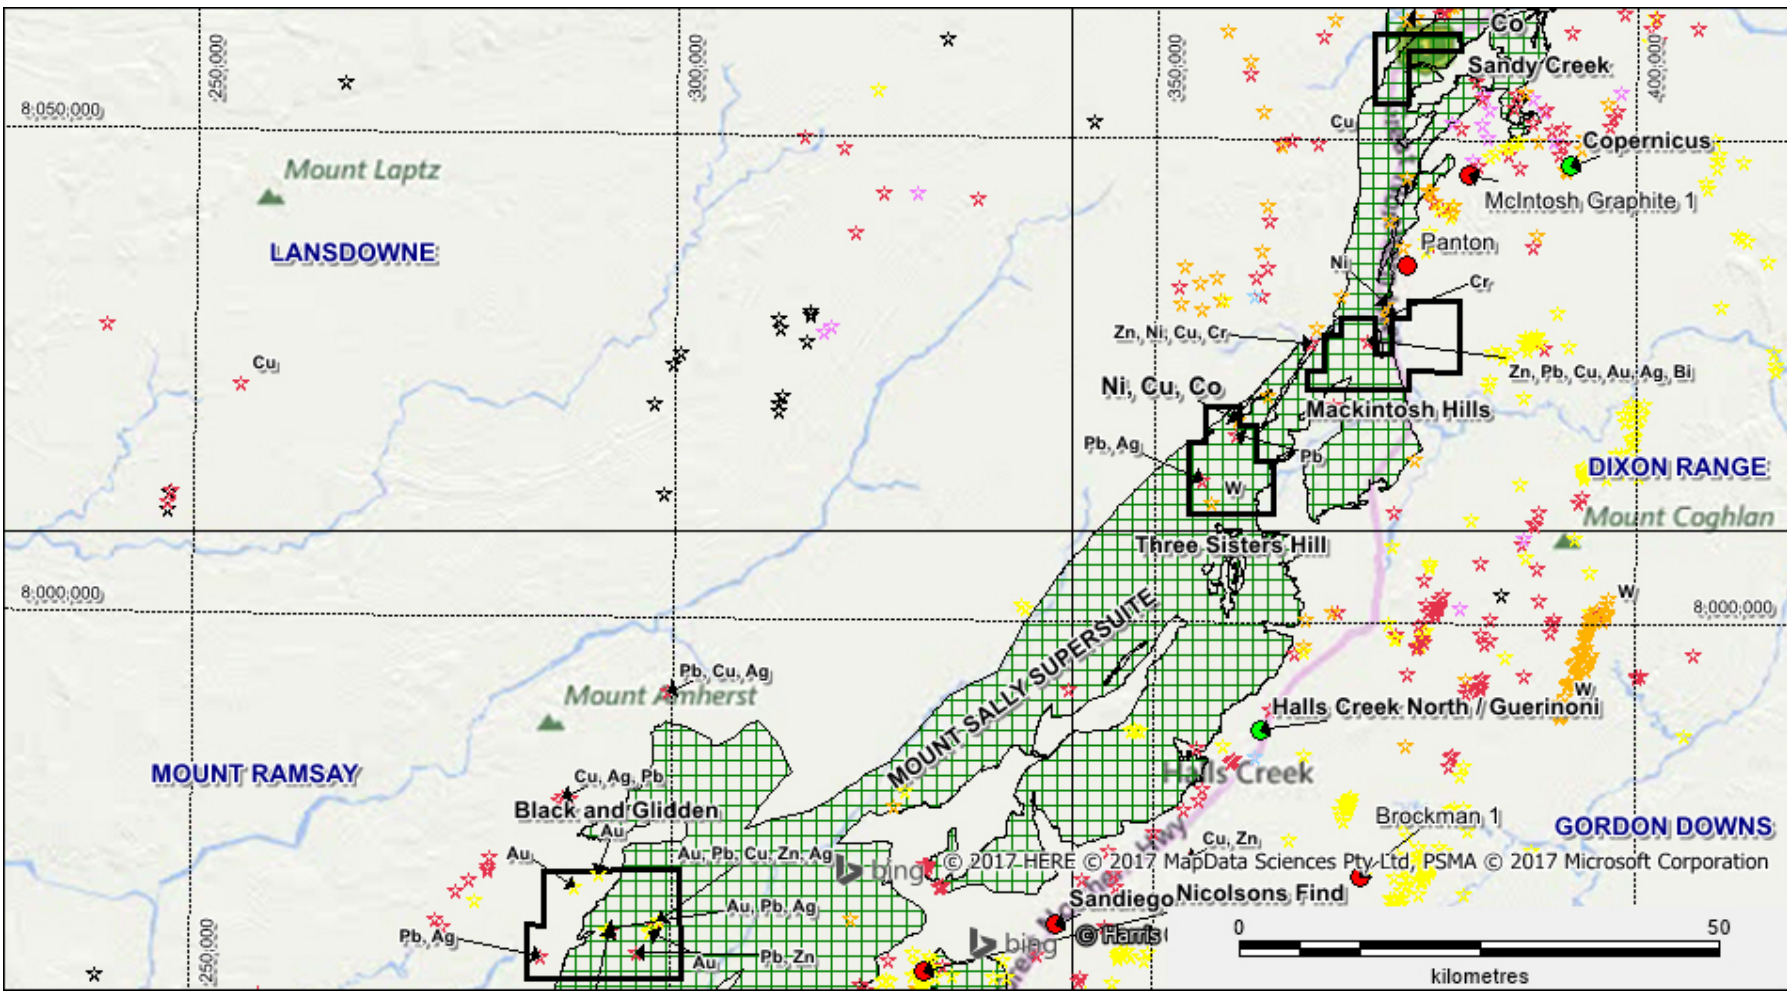 250,000
300,000
350,000
400,000
Co
Sandy Creek
8,050,000
Cu
Copernicus
Mount Laptz
McIntosh Graphite 1
LANSDOWNE
Panton
Ni
Cr
Zn, Ni, Cu, Cr
Cu
Zn, Pb, Cu, Au, Ag, Bi
Ni, Cu, Co
Mackintosh Hills
Pb, Ag
Pb
DIXON RANGE
W
Mount Coghlan
Three Sisters Hill
8,000,000
W
8,000,000
MOUNT SALLY SUPERSUITE
Pb, Cu, Ag
Mount Amherst
W
Halls Creek North / Guerinoni
MOUNT RAMSAY
Cu, Ag, Pb
Halls Creek
Black and Glidden
Brockman 1
GORDON DOWNS
Au
Cu, Zn
Au
Au, Pb, Cu, Zn, Ag
bing
© 2017 HERE © 2017 MapData Sciences Pty Ltd, PSMA © 2017 Microsoft Corporation
Sandiego
Nicolsons Find
Au, Pb, Ag
Pb, Ag
bing
© Harris
0
50
250,000
Au
Pb, Zn
kilometres